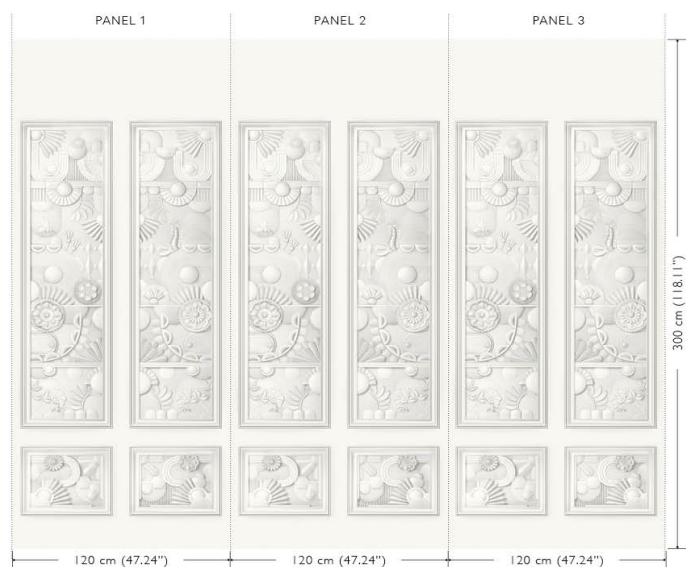 PANEL 1
PANEL 2
PANEL 3
300 cm (118.11")
120 cm (47.24")
120 cm (47.24")
120 cm (47.24")